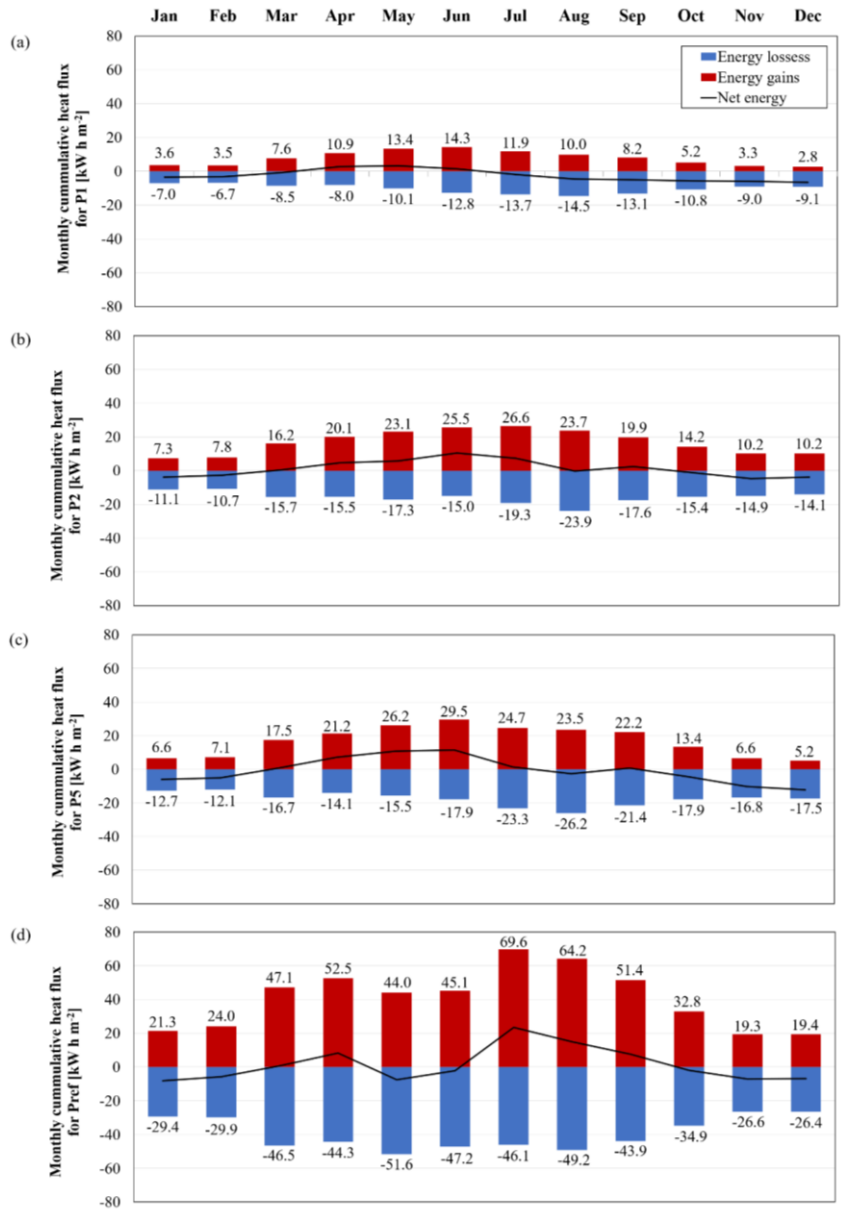 Jan Feb Mar Apr May Jun Jul Aug Sep Oct Nov Dec
(a)
Monthly cummulative heat flux
for P1 [kW h m-2]
80
60
40
20
0
-20
-40
-60
-80
Energy lossess
Energy gains
Net energy
3.6 3.5 7.6 10.9 13.4 14.3 11.9 10.0 8.2 5.2 3.3 2.8
-7.0 -6.7 -8.5 -8.0 -10.1 -12.8 -13.7 -14.5 -13.1 -10.8 -9.0 -9.1
(b)
Monthly cummulative heat flux
for P2 [kW h m-2]
80
60
40
20
0
-20
-40
-60
-80
7.3 7.8 16.2 20.1 23.1 25.5 26.6 23.7 19.9 14.2 10.2 10.2
-11.1 -10.7 -15.7 -15.5 -17.3 -15.0 -19.3 -23.9 -17.6 -15.4 -14.9 -14.1
(c)
Monthly cummulative heat flux
for P5 [kW h m-2]
80
60
40
20
0
-20
-40
-60
-80
6.6 7.1 17.5 21.2 26.2 29.5 24.7 23.5 22.2 13.4 6.6 5.2
-12.7 -12.1 -16.7 -14.1 -15.5 -17.9 -23.3 -26.2 -21.4 -17.9 -16.8 -17.5
(d)
Monthly cummulative heat flux
for Pref [kW h m-2]
80
60
40
20
0
-20
-40
-60
-80
21.3 24.0 47.1 52.5 44.0 45.1 69.6 64.2 51.4 32.8 19.3 19.4
-29.4 -29.9 -46.5 -44.3 -51.6 -47.2 -46.1 -49.2 -43.9 -34.9 -26.6 -26.4